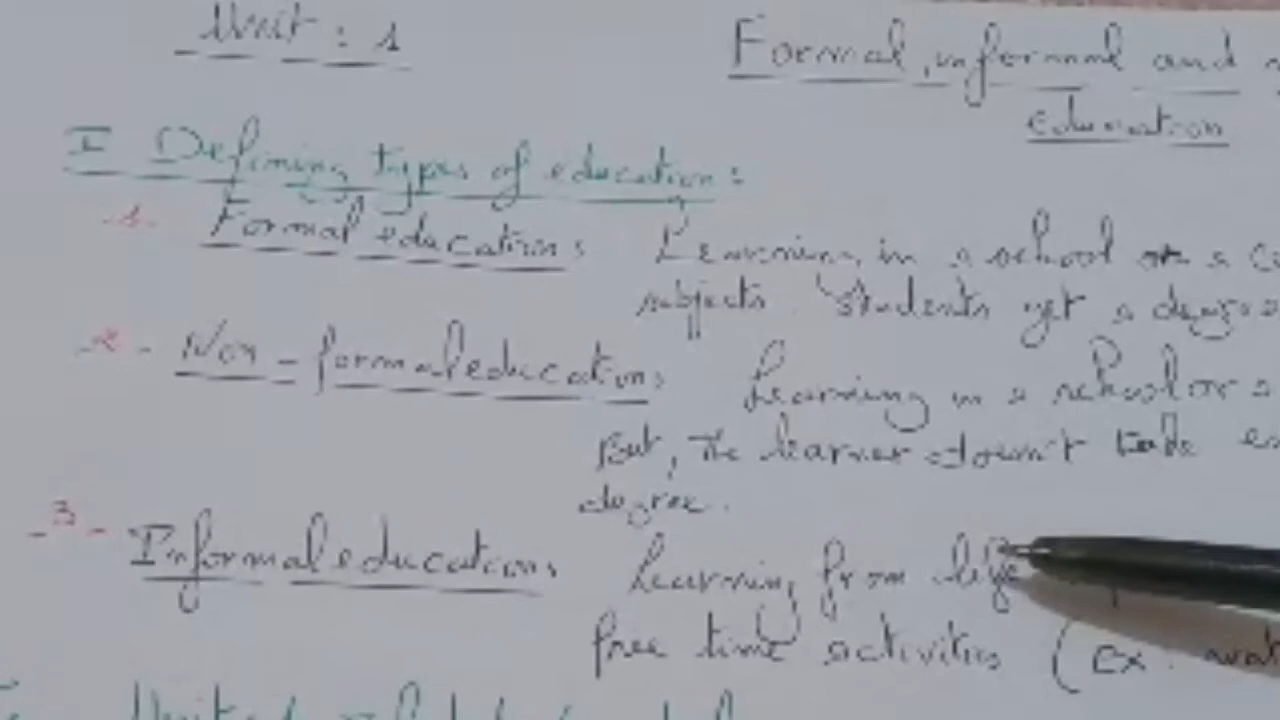 Unit : 1
Formal, informal and
education
I Defining types of education :
-1- Formal education : Learning in a school or a
subjects. Students get a degree
-2- Non-formal education : Learning in a school or a
But, the learner doesn't take
degree.
-3- Informal education : Learning from life
free time activities (ex.